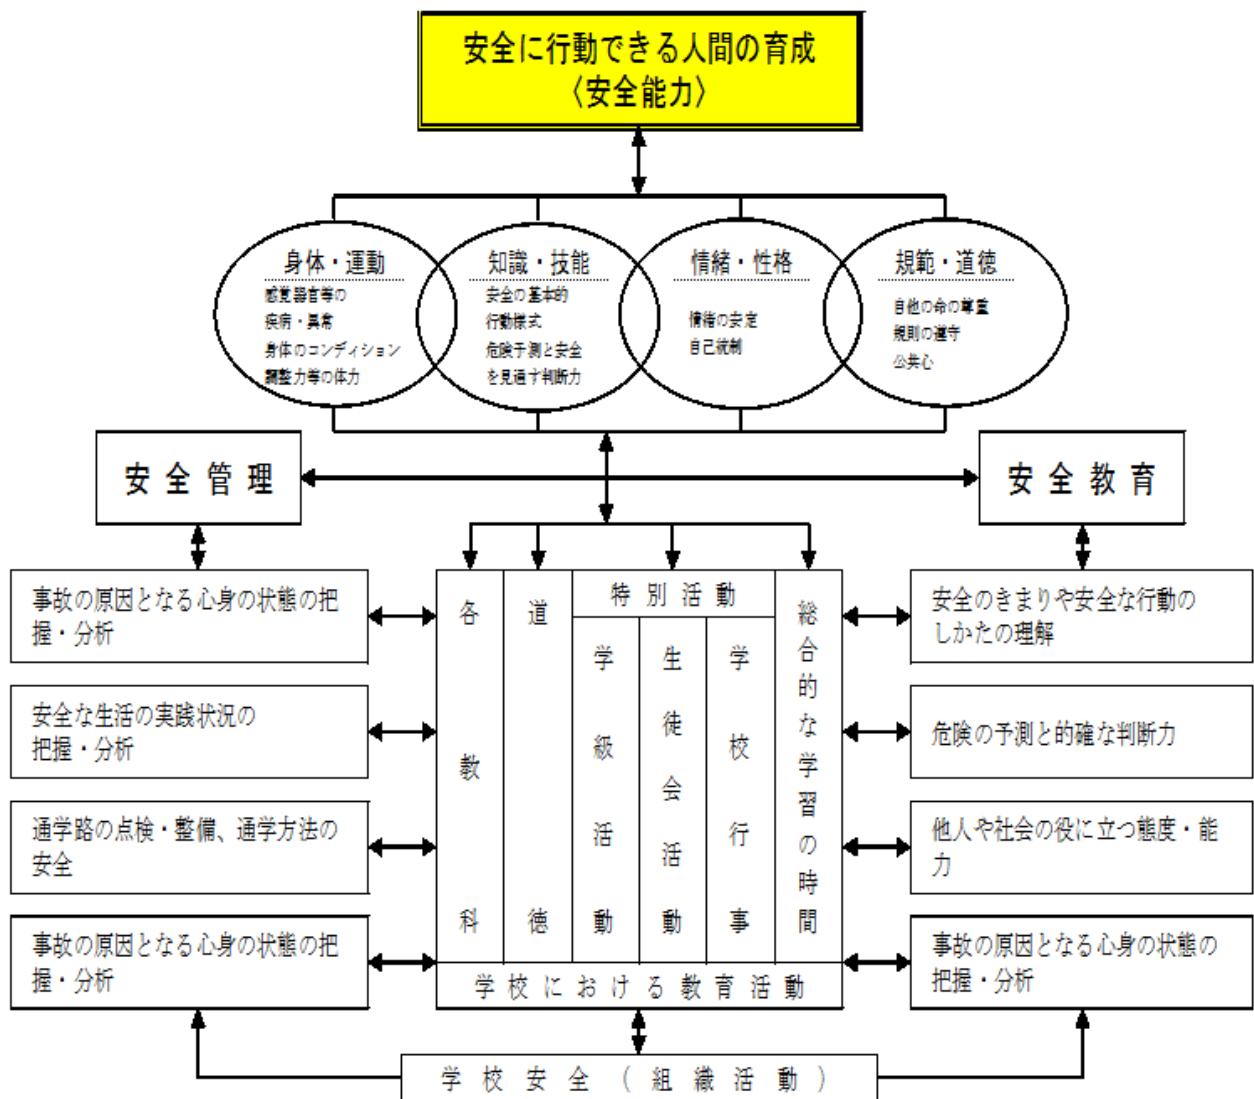 安全に行動できる人間の育成
〈安全能力〉
身体・運動
感覚器官等の
疾病・異常
身体のコンディション
調整力等の体力
知識・技能
安全の基本的
行動様式
危険予測と安全
を見通す判断力
情緒・性格
情緒の安定
自己統制
規範・道徳
自他の命の尊重
規則の遵守
公共心
安全管理
安全教育
事故の原因となる心身の状態の把
握・分析
安全な生活の実践状況の
把握・分析
通学路の点検・整備、通学方法の
安全
事故の原因となる心身の状態の把
握・分析
各教科
道徳
特別活動
学級活動
生徒会活動
学校行事
総合的な学習の時間
学校における教育活動
安全のきまりや安全な行動の
しかたの理解
危険の予測と的確な判断力
他人や社会の役に立つ態度・能
力
事故の原因となる心身の状態の
把握・分析
学校安全(組織活動)